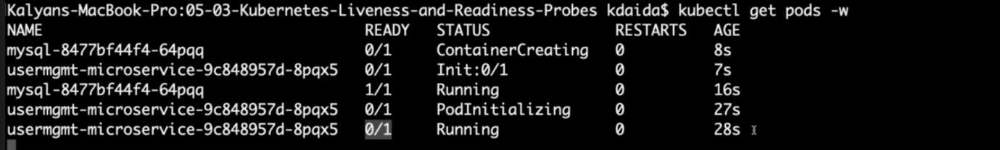 Kalyans-MacBook-Pro:05-03-Kubernetes-Liveness-and-Readiness-Probes kdaida$ kubectl get pods -w
NAME READY STATUS RESTARTS AGE
mysql-8477bf44f4-64pqq 0/1 ContainerCreating 0 8s
usermgmt-microservice-9c848957d-8pqx5 0/1 Init:0/1 0 7s
mysql-8477bf44f4-64pqq 1/1 Running 0 16s
usermgmt-microservice-9c848957d-8pqx5 0/1 PodInitializing 0 27s
usermgmt-microservice-9c848957d-8pqx5 0/1 Running 0 28s